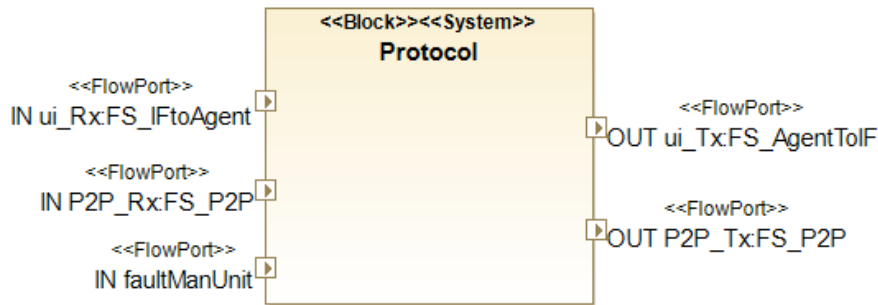 <<Block>><<System>>
Protocol
<<FlowPort>>
IN ui_Rx:FS_IFtoAgent
<<FlowPort>>
IN P2P_Rx:FS_P2P
<<FlowPort>>
IN faultManUnit
<<FlowPort>>
OUT ui_Tx:FS_AgentToIF
<<FlowPort>>
OUT P2P_Tx:FS_P2P